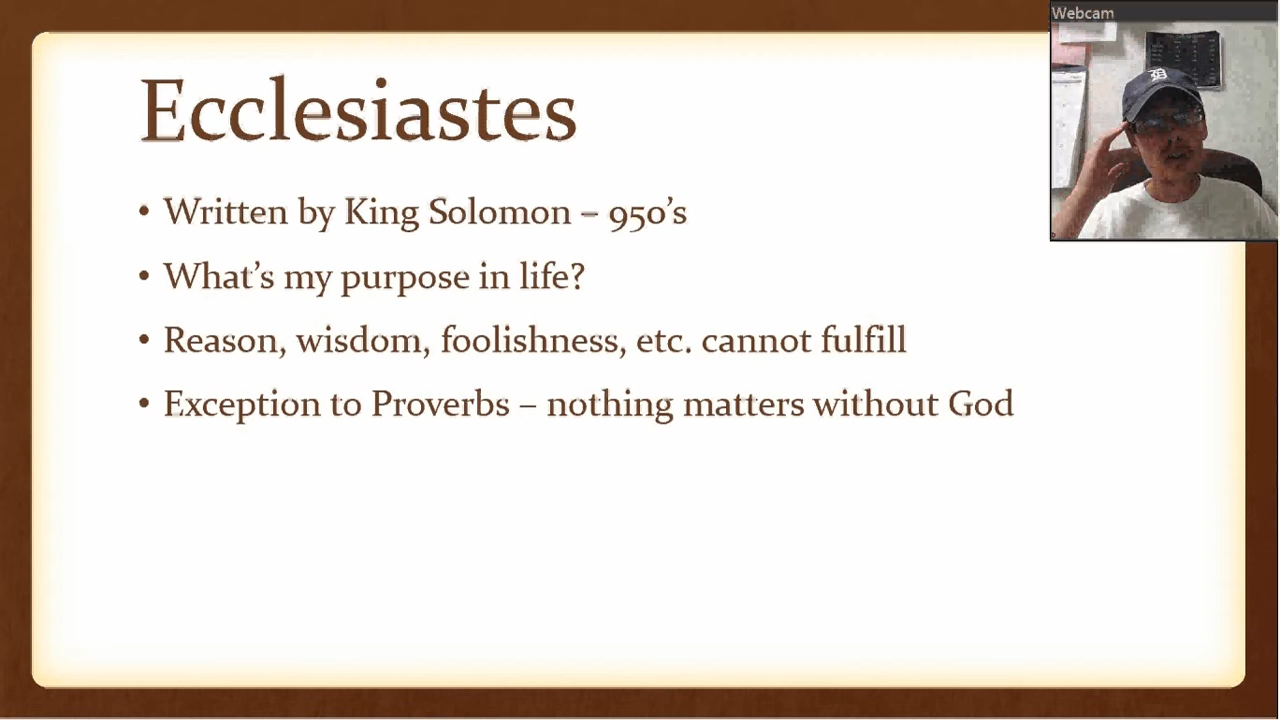 Webcam
Ecclesiastes
• Written by King Solomon – 950’s
• What’s my purpose in life?
• Reason, wisdom, foolishness, etc. cannot fulfill
• Exception to Proverbs – nothing matters without God